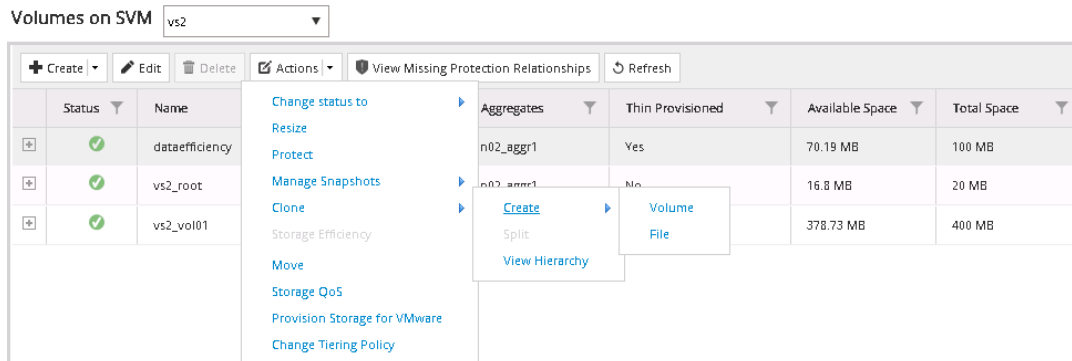 Volumes on SVM vs2
Create Edit Delete Actions View Missing Protection Relationships Refresh
Status Name Aggregates Thin Provisioned Available Space Total Space
dataefficiency n02_aggr1 Yes 70.19 MB 100 MB
vs2_root n02_aggr1 No 16.8 MB 20 MB
vs2_vol01 378.73 MB 400 MB
Change status to
Resize
Protect
Manage Snapshots
Clone
Storage Efficiency
Move
Storage QoS
Provision Storage for VMware
Change Tiering Policy
Create
Split
View Hierarchy
Volume
File